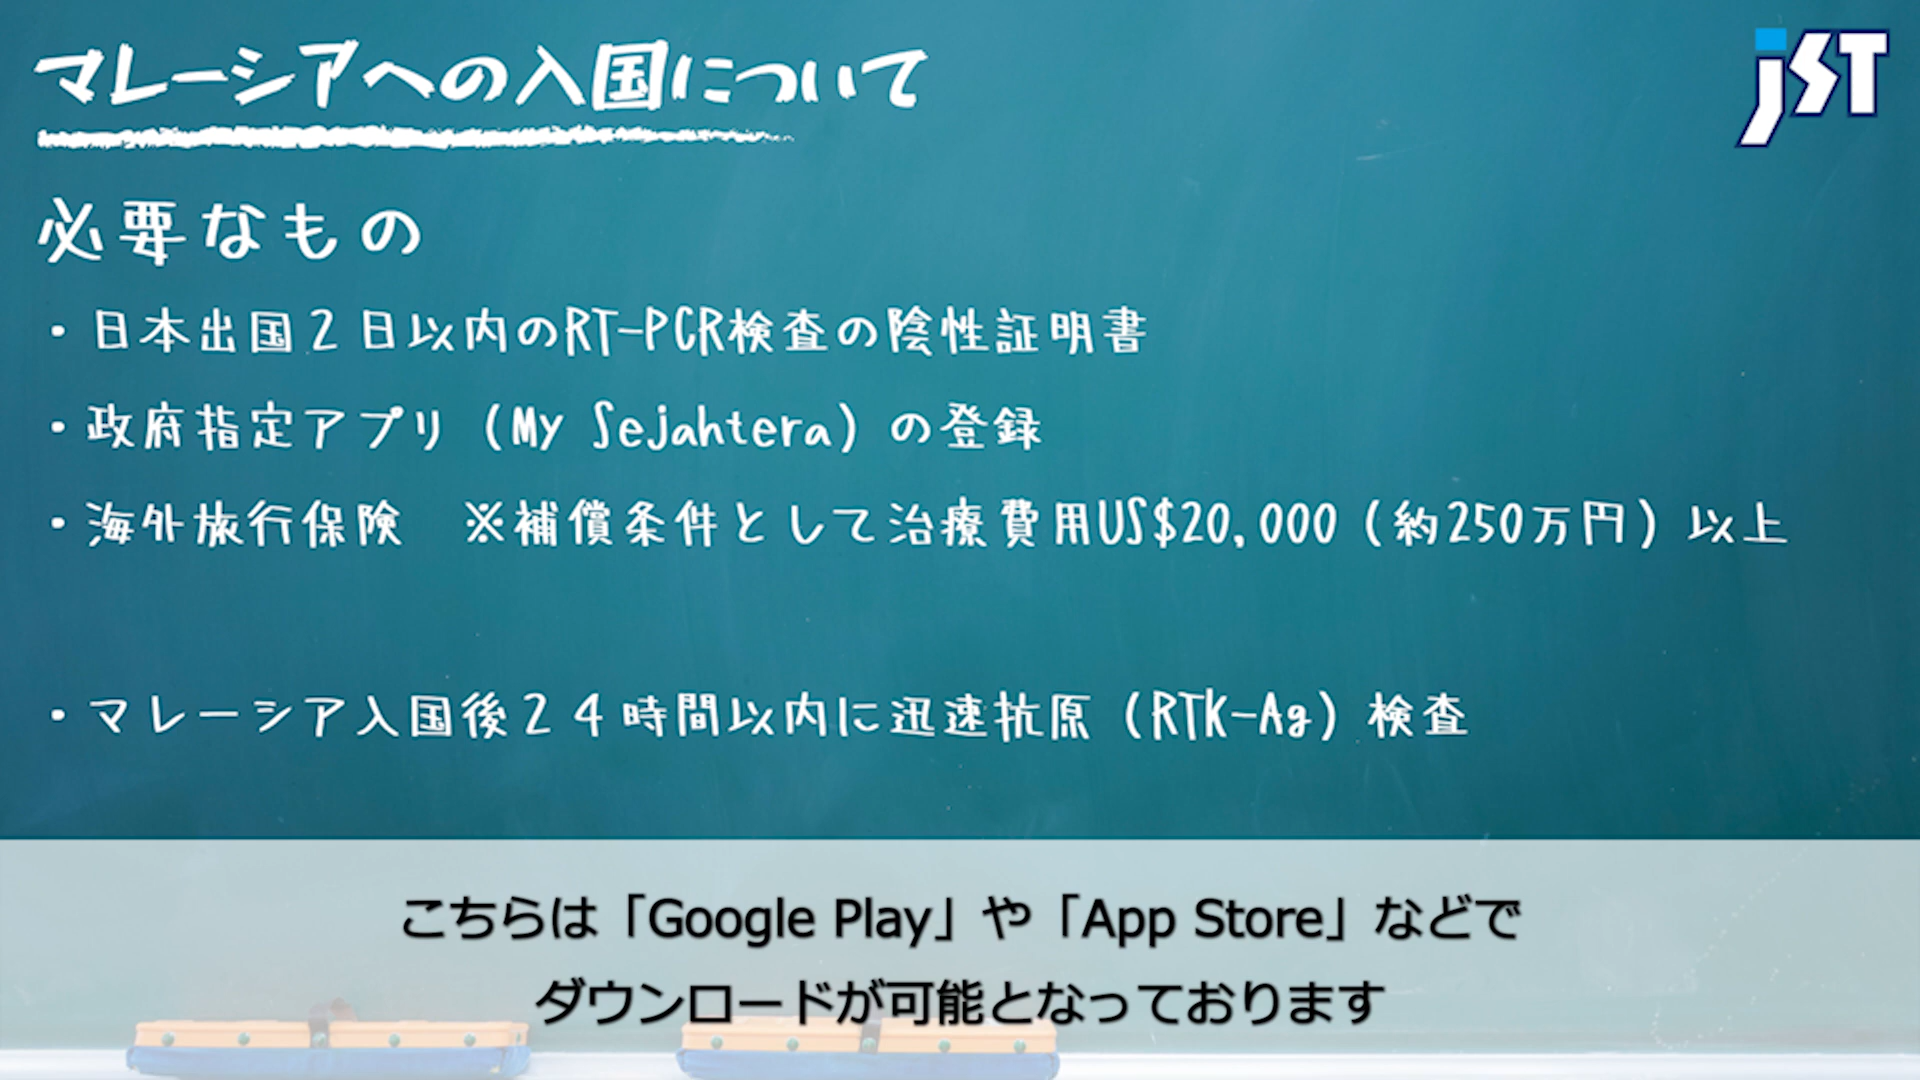 マレーシアへの入国について
jST
必要なもの
・日本出国２日以内のRT-PCR検査の陰性証明書
・政府指定アプリ（My Sejahtera）の登録
・海外旅行保険　※補償条件として治療費用US$20,000（約250万円）以上
・マレーシア入国後２４時間以内に迅速抗原（RTK-Ag）検査
こちらは「Google Play」や「App Store」などで
ダウンロードが可能となっております